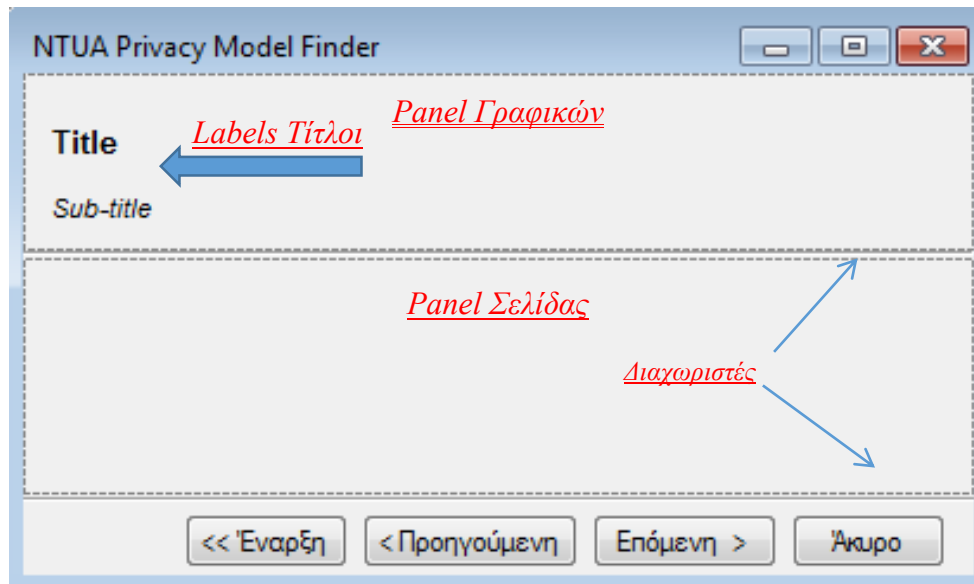 NTUA Privacy Model Finder
Panel Γραφικών
Labels Τίτλοι
Title
Sub-title
Panel Σελίδας
Διαχωριστές
<< Έναρξη
< Προηγούμενη
Επόμενη >
Άκυρο